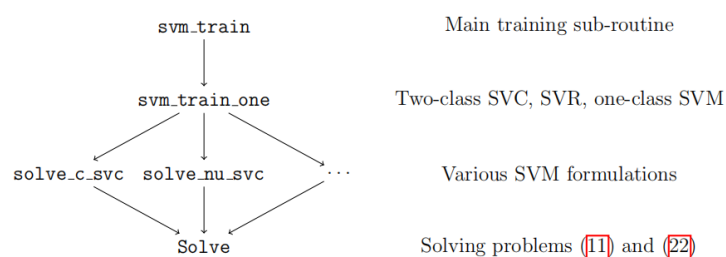 svm_train Main training sub-routine
svm_train_one Two-class SVC, SVR, one-class SVM
solve_c_svc solve_nu_svc ... Various SVM formulations
Solve Solving problems (11) and (22)